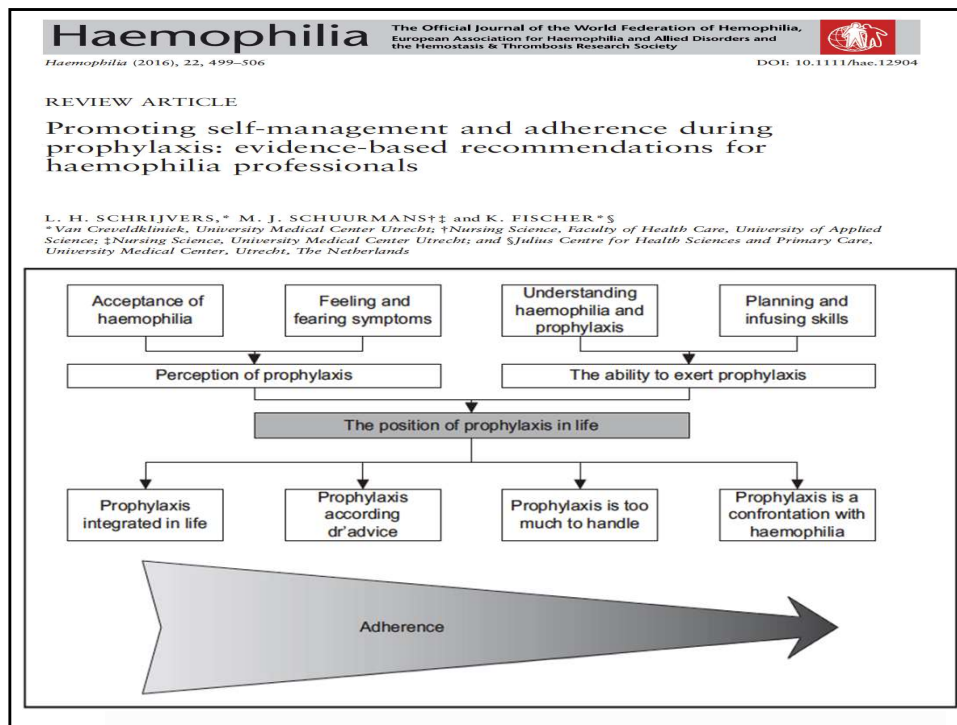 Haemophilia
The Official Journal of the World Federation of Hemophilia,
European Association for Haemophilia and Allied Disorders and
the Hemostasis & Thrombosis Research Society
Haemophilia (2016), 22, 499–506
DOI: 10.1111/hae.12904
REVIEW ARTICLE
Promoting self-management and adherence during
prophylaxis: evidence-based recommendations for
haemophilia professionals
L. H. SCHRIJVERS,* M. J. SCHUURMANS†‡ and K. FISCHER*§
*Van Creveldkliniek, University Medical Center Utrecht; †Nursing Science, Faculty of Health Care, University of Applied
Science; ‡Nursing Science, University Medical Center Utrecht; and §Julius Centre for Health Sciences and Primary Care,
University Medical Center, Utrecht, The Netherlands
Acceptance of
haemophilia
Feeling and
fearing symptoms
Understanding
haemophilia and
prophylaxis
Planning and
infusing skills
Perception of prophylaxis
The ability to exert prophylaxis
The position of prophylaxis in life
Prophylaxis
integrated in life
Prophylaxis
according
dr'advice
Prophylaxis is too
much to handle
Prophylaxis is a
confrontation with
haemophilia
Adherence